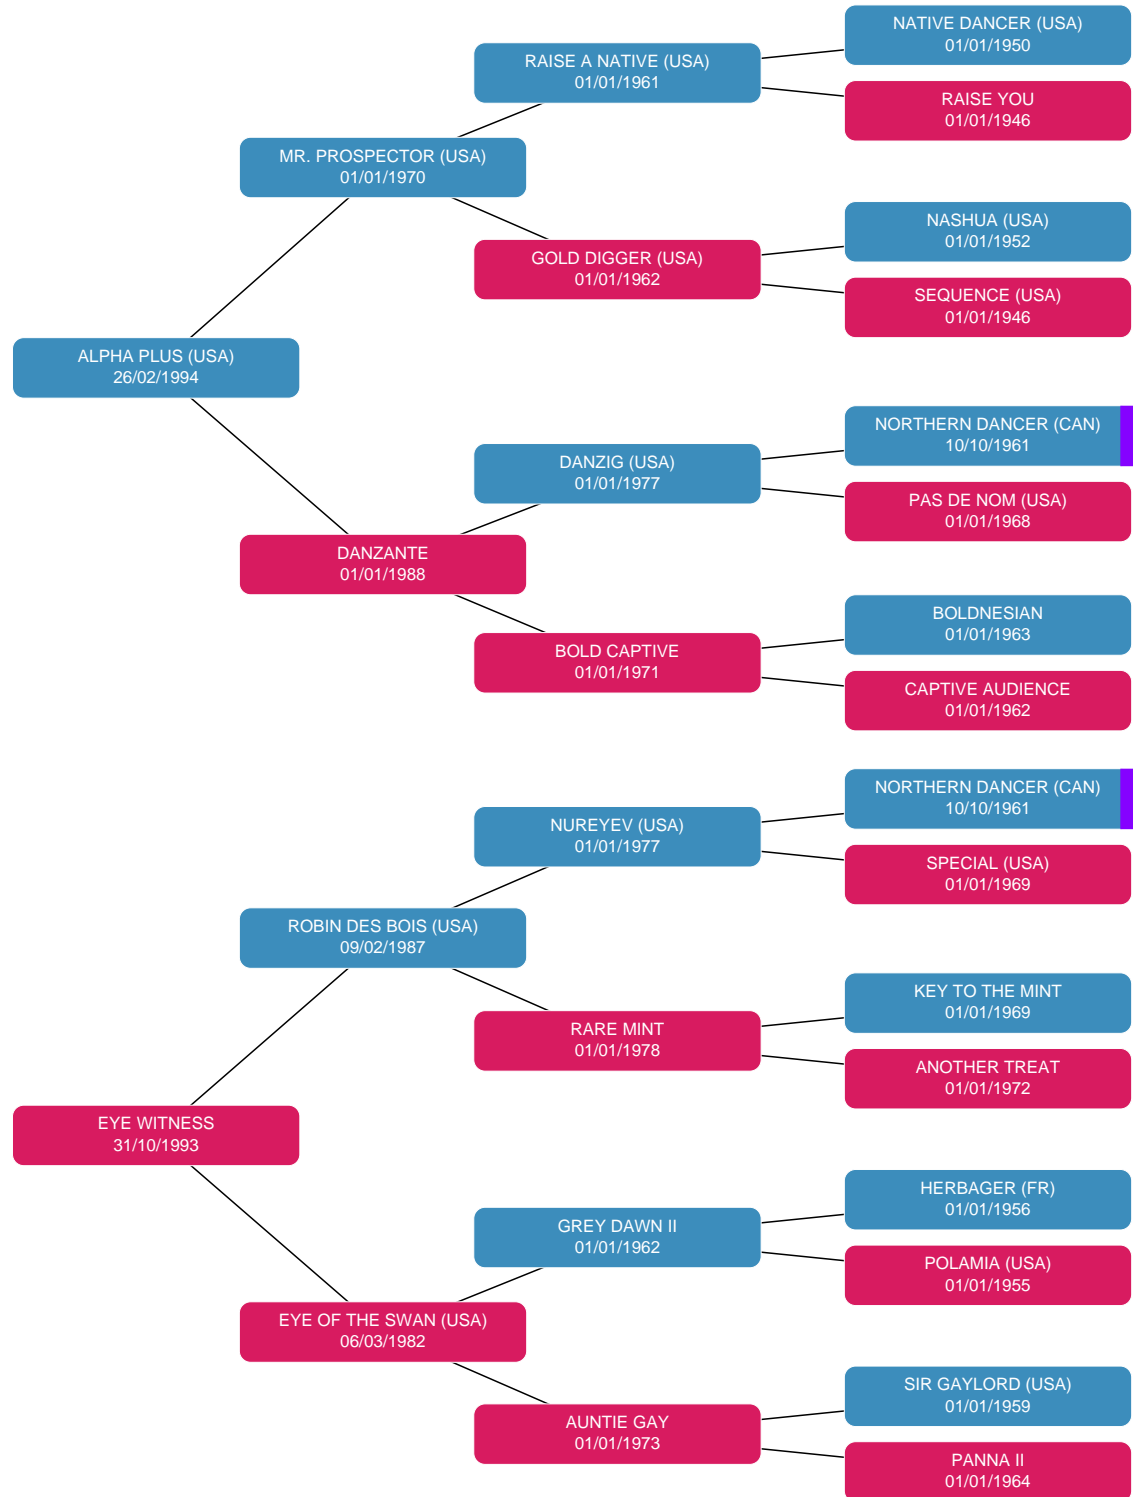 NATIVE DANCER (USA)
01/01/1950
RAISE A NATIVE (USA)
01/01/1961
RAISE YOU
01/01/1946
MR. PROSPECTOR (USA)
01/01/1970
NASHUA (USA)
01/01/1952
GOLD DIGGER (USA)
01/01/1962
SEQUENCE (USA)
01/01/1946
ALPHA PLUS (USA)
26/02/1994
NORTHERN DANCER (CAN)
10/10/1961
DANZIG (USA)
01/01/1977
PAS DE NOM (USA)
01/01/1968
DANZANTE
01/01/1988
BOLDNESIAN
01/01/1963
BOLD CAPTIVE
01/01/1971
CAPTIVE AUDIENCE
01/01/1962
NORTHERN DANCER (CAN)
10/10/1961
NUREYEV (USA)
01/01/1977
SPECIAL (USA)
01/01/1969
ROBIN DES BOIS (USA)
09/02/1987
KEY TO THE MINT
01/01/1969
RARE MINT
01/01/1978
ANOTHER TREAT
01/01/1972
EYE WITNESS
31/10/1993
HERBAGER (FR)
01/01/1956
GREY DAWN II
01/01/1962
POLAMIA (USA)
01/01/1955
EYE OF THE SWAN (USA)
06/03/1982
SIR GAYLORD (USA)
01/01/1959
AUNTIE GAY
01/01/1973
PANNA II
01/01/1964